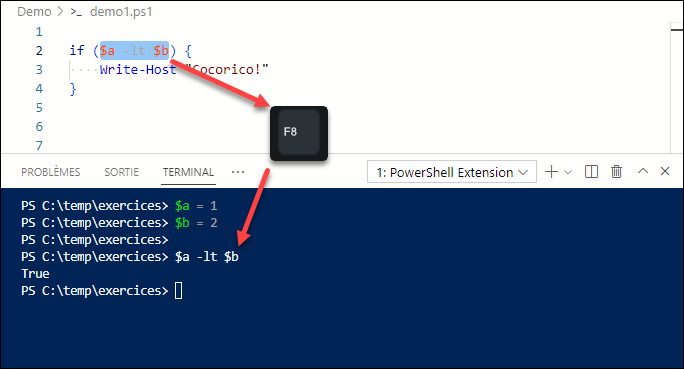 Demo > >_ demo1.ps1
1
2 if ($a -lt $b) {
3 ····Write-Host "Cocorico!"
4 }
5
6
7
F8
PROBLÈMES SORTIE TERMINAL ··· 1: PowerShell Extension
PS C:\temp\exercices> $a = 1
PS C:\temp\exercices> $b = 2
PS C:\temp\exercices>
PS C:\temp\exercices> $a -lt $b
True
PS C:\temp\exercices>